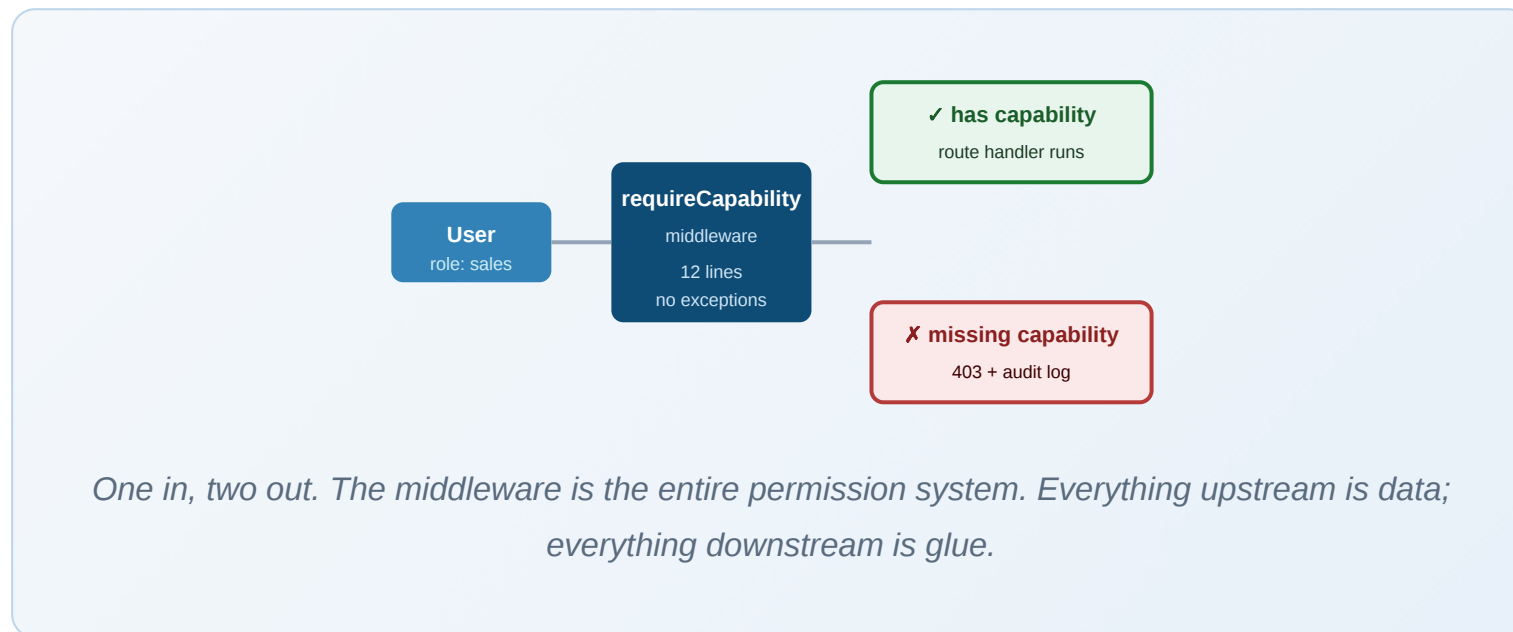 User
role: sales
requireCapability
middleware
12 lines
no exceptions
✓ has capability
route handler runs
✗ missing capability
403 + audit log
One in, two out. The middleware is the entire permission system. Everything upstream is data;
everything downstream is glue.